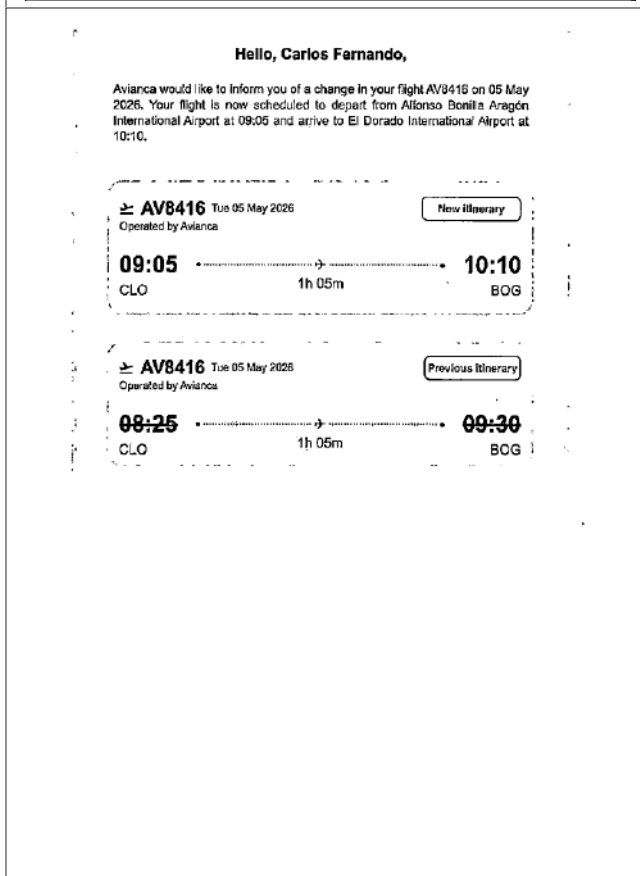 Hello, Carlos Fernando,
Avianca would like to inform you of a change in your flight AV8416 on 05 May
2026. Your flight is now scheduled to depart from Alfonso Bonilla Aragón
International Airport at 09:05 and arrive to El Dorado International Airport at
10:10.
AV8416 Tue 05 May 2026 New itinerary
Operated by Avianca
09:05 10:10
1h 05m
CLO BOG
AV8416 Tue 05 May 2026 Previous itinerary
Operated by Avianca
08:25 09:30
1h 05m
CLO BOG